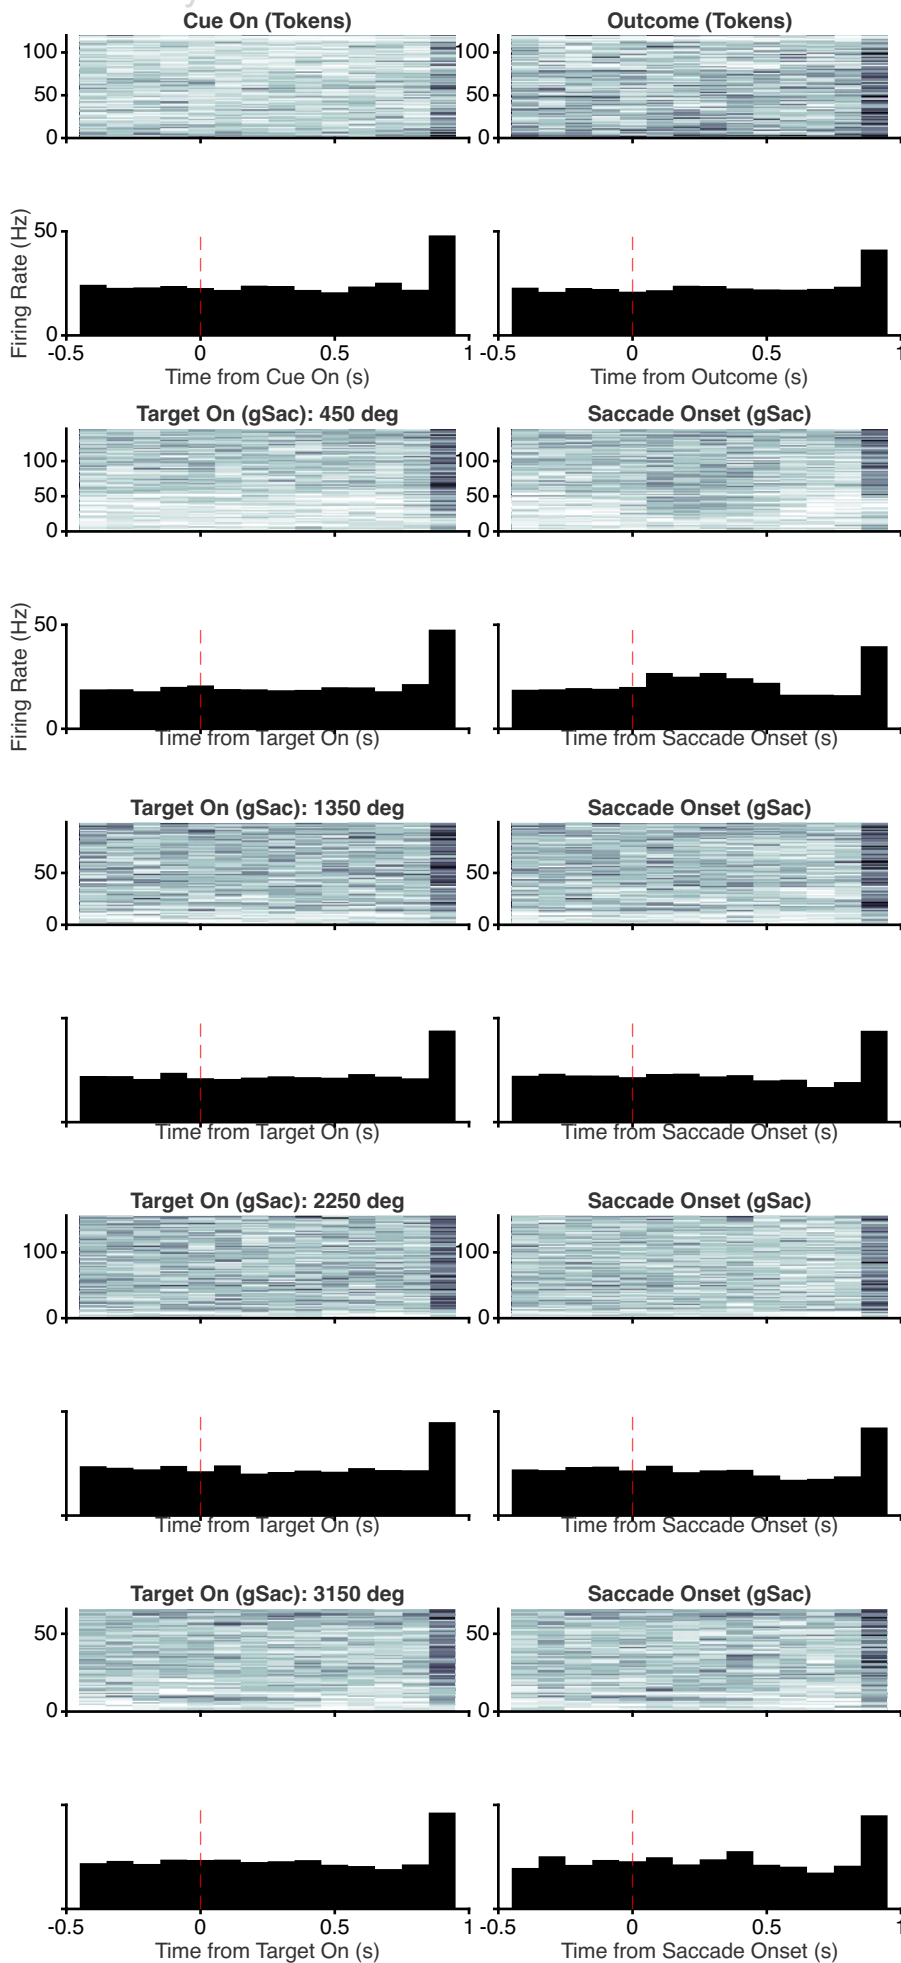 Cue On (Tokens)
Outcome (Tokens)
100
50
0
100
50
0
Firing Rate (Hz)
50
0
-0.5
0
0.5
1
Time from Cue On (s)
-0.5
0
0.5
1
Time from Outcome (s)
Target On (gSac): 450 deg
Saccade Onset (gSac)
100
50
0
100
50
0
Firing Rate (Hz)
50
0
Time from Target On (s)
Time from Saccade Onset (s)
Target On (gSac): 1350 deg
Saccade Onset (gSac)
50
0
50
0
Time from Target On (s)
Time from Saccade Onset (s)
Target On (gSac): 2250 deg
Saccade Onset (gSac)
100
0
100
0
Time from Target On (s)
Time from Saccade Onset (s)
Target On (gSac): 3150 deg
Saccade Onset (gSac)
50
0
50
0
-0.5
0
0.5
1
Time from Target On (s)
-0.5
0
0.5
1
Time from Saccade Onset (s)